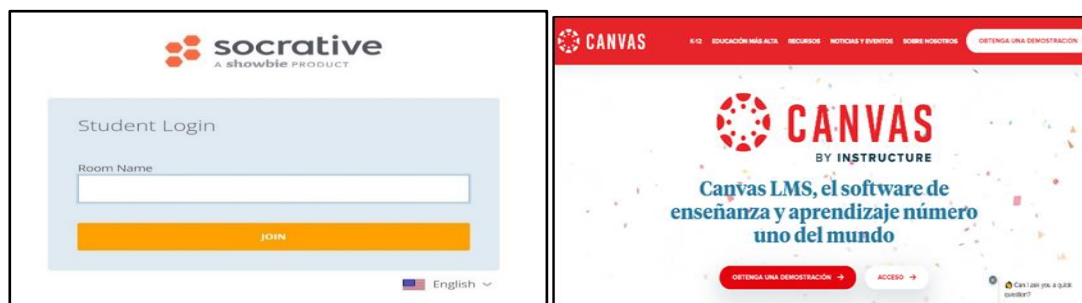 socrative
A showbie PRODUCT
Student Login
Room Name
JOIN
English
CANVAS
K-12 EDUCACIÓN MÁS ALTA RECURSOS NOTICIAS Y EVENTOS SOBRE NOSOTROS OBTENGA UNA DEMOSTRACIÓN
CANVAS
BY INSTRUCTURE
Canvas LMS, el software de
enseñanza y aprendizaje número
uno del mundo
OBTENGA UNA DEMOSTRACIÓN → ACCESO →
Can I ask you a quick
question?